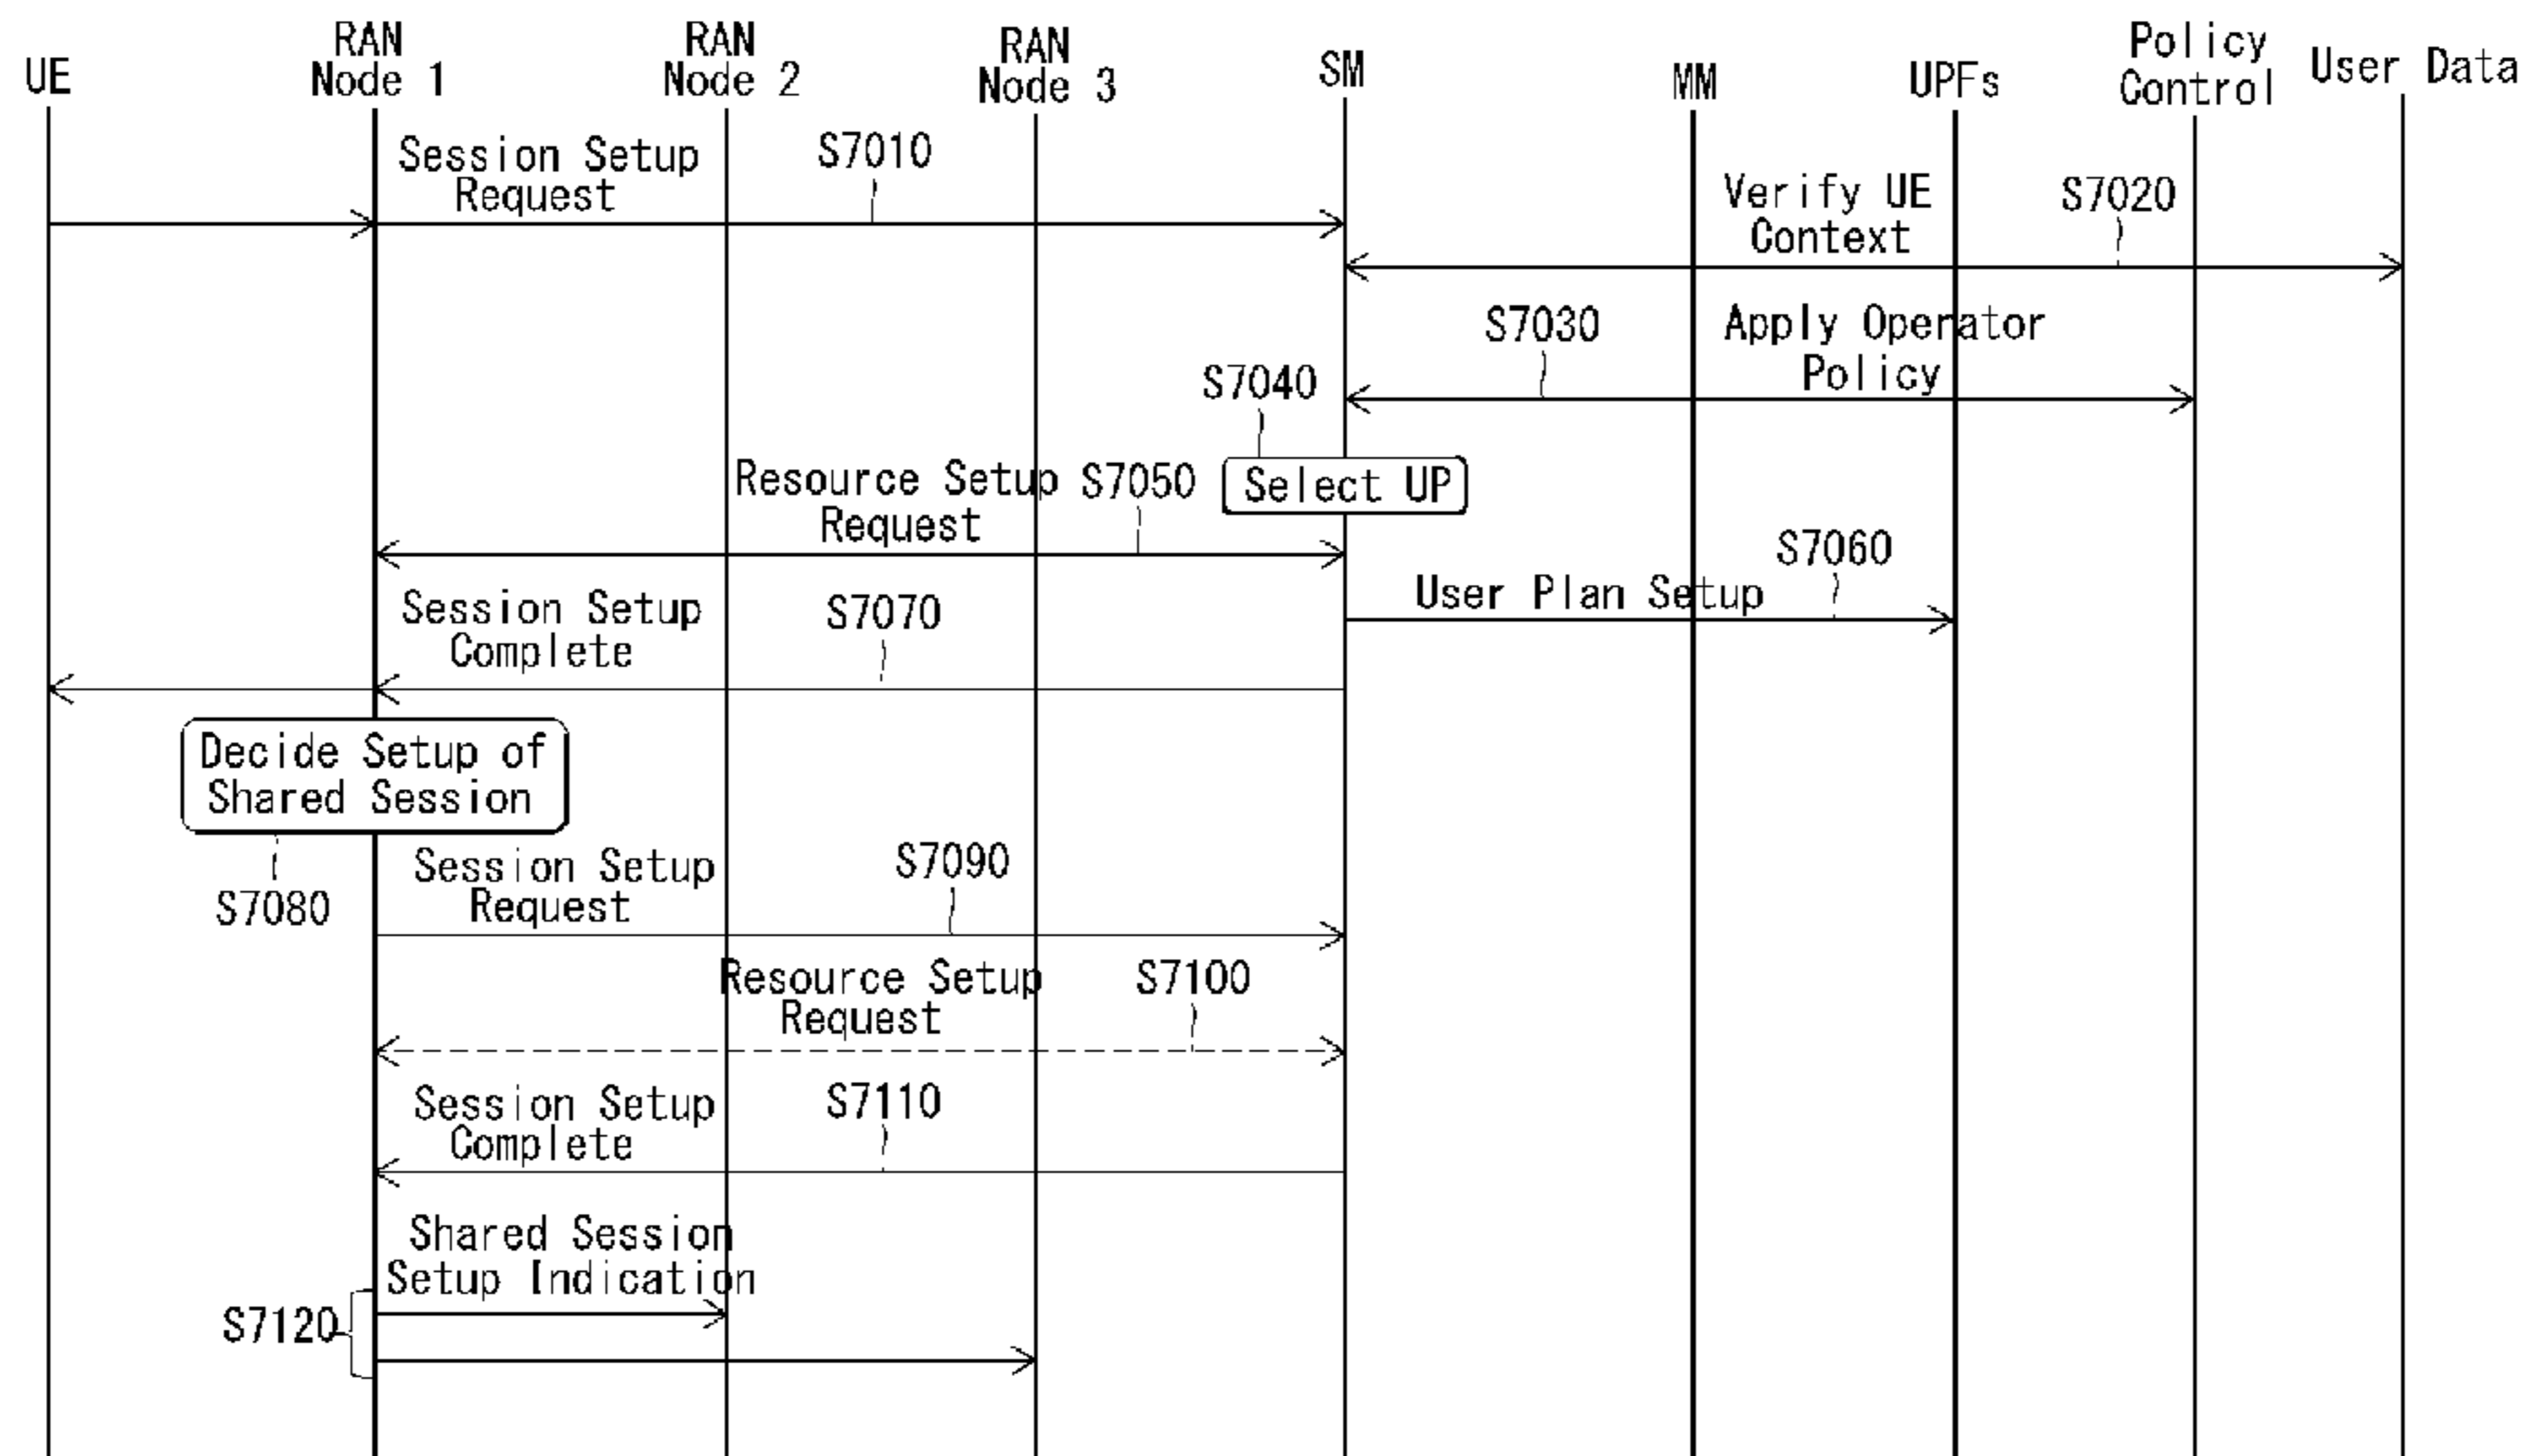 UE
RAN
Node 1
RAN
Node 2
RAN
Node 3
SM
MM
UPFs
Policy
Control
User Data
Session Setup
Request
S7010
Verify UE
Context
S7020
S7030
Apply Operator
Policy
S7040
Select UP
Resource Setup
Request
S7050
S7060
User Plan Setup
Session Setup
Complete
S7070
Decide Setup of
Shared Session
S7080
Session Setup
Request
S7090
Resource Setup
Request
S7100
Session Setup
Complete
S7110
Shared Session
Setup Indication
S7120